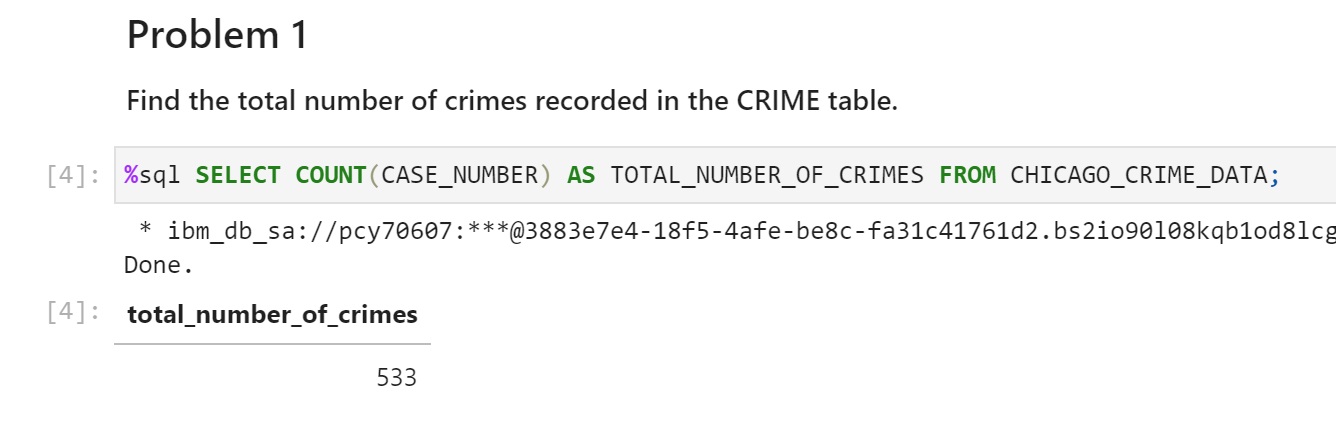 Problem 1
Find the total number of crimes recorded in the CRIME table.
[4]: %sql SELECT COUNT(CASE_NUMBER) AS TOTAL_NUMBER_OF_CRIMES FROM CHICAGO_CRIME_DATA;
* ibm_db_sa://pcy70607:***@3883e7e4-18f5-4afe-be8c-fa31c41761d2.bs2io90l08kqb1od8lcg
Done.
[4]: total_number_of_crimes
533